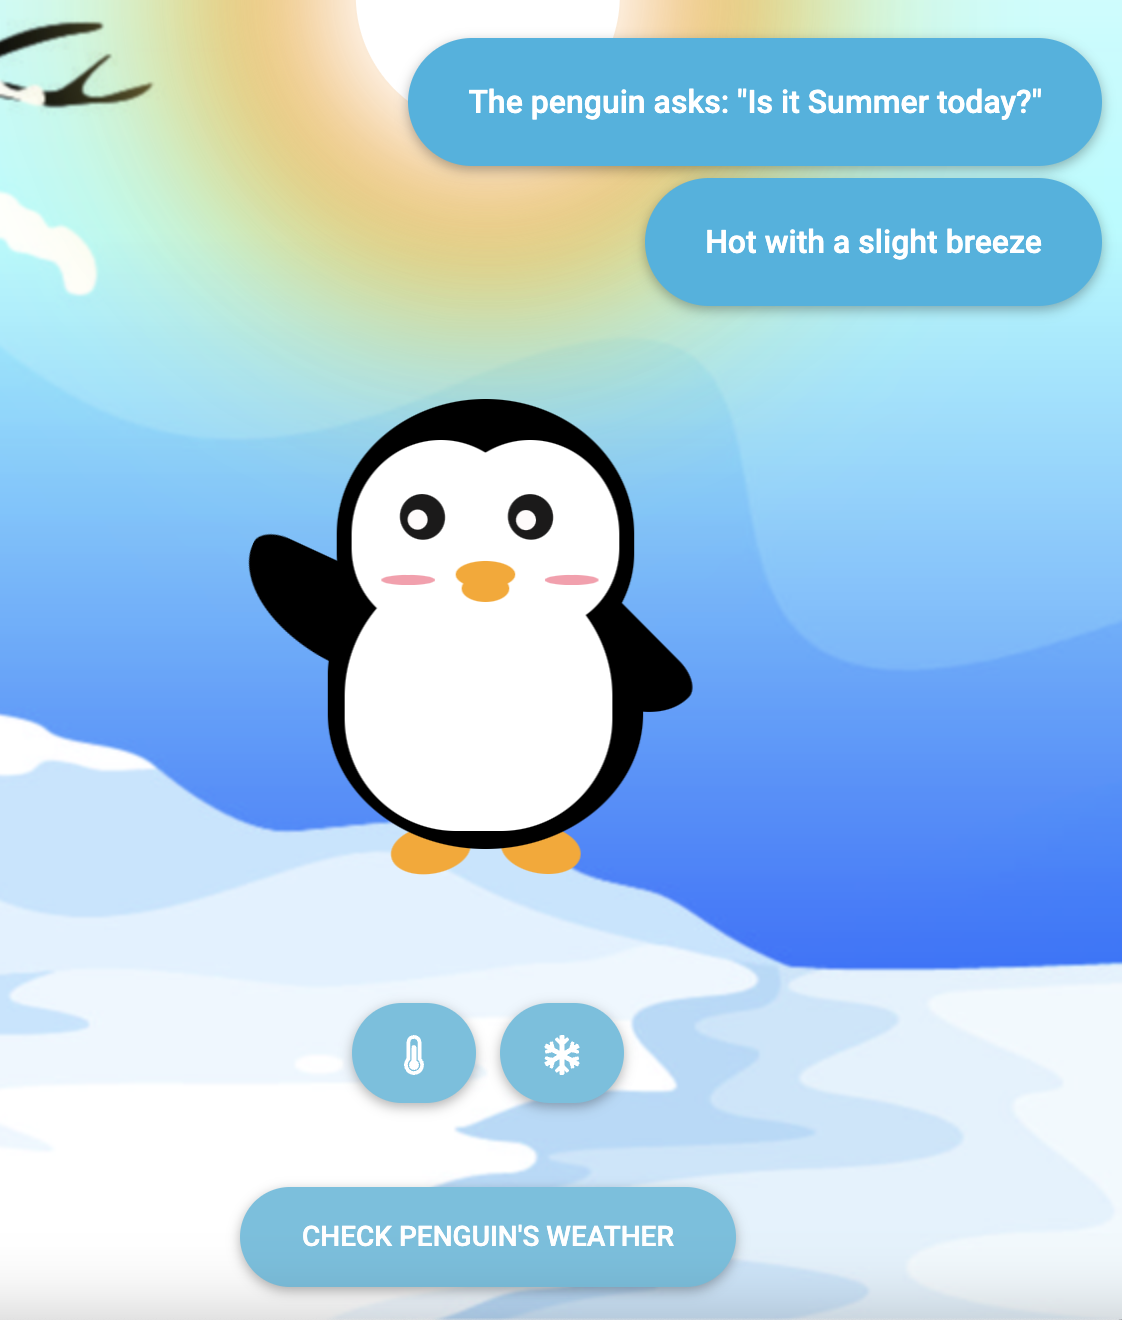 The penguin asks: "Is it Summer today?"
Hot with a slight breeze
CHECK PENGUIN'S WEATHER